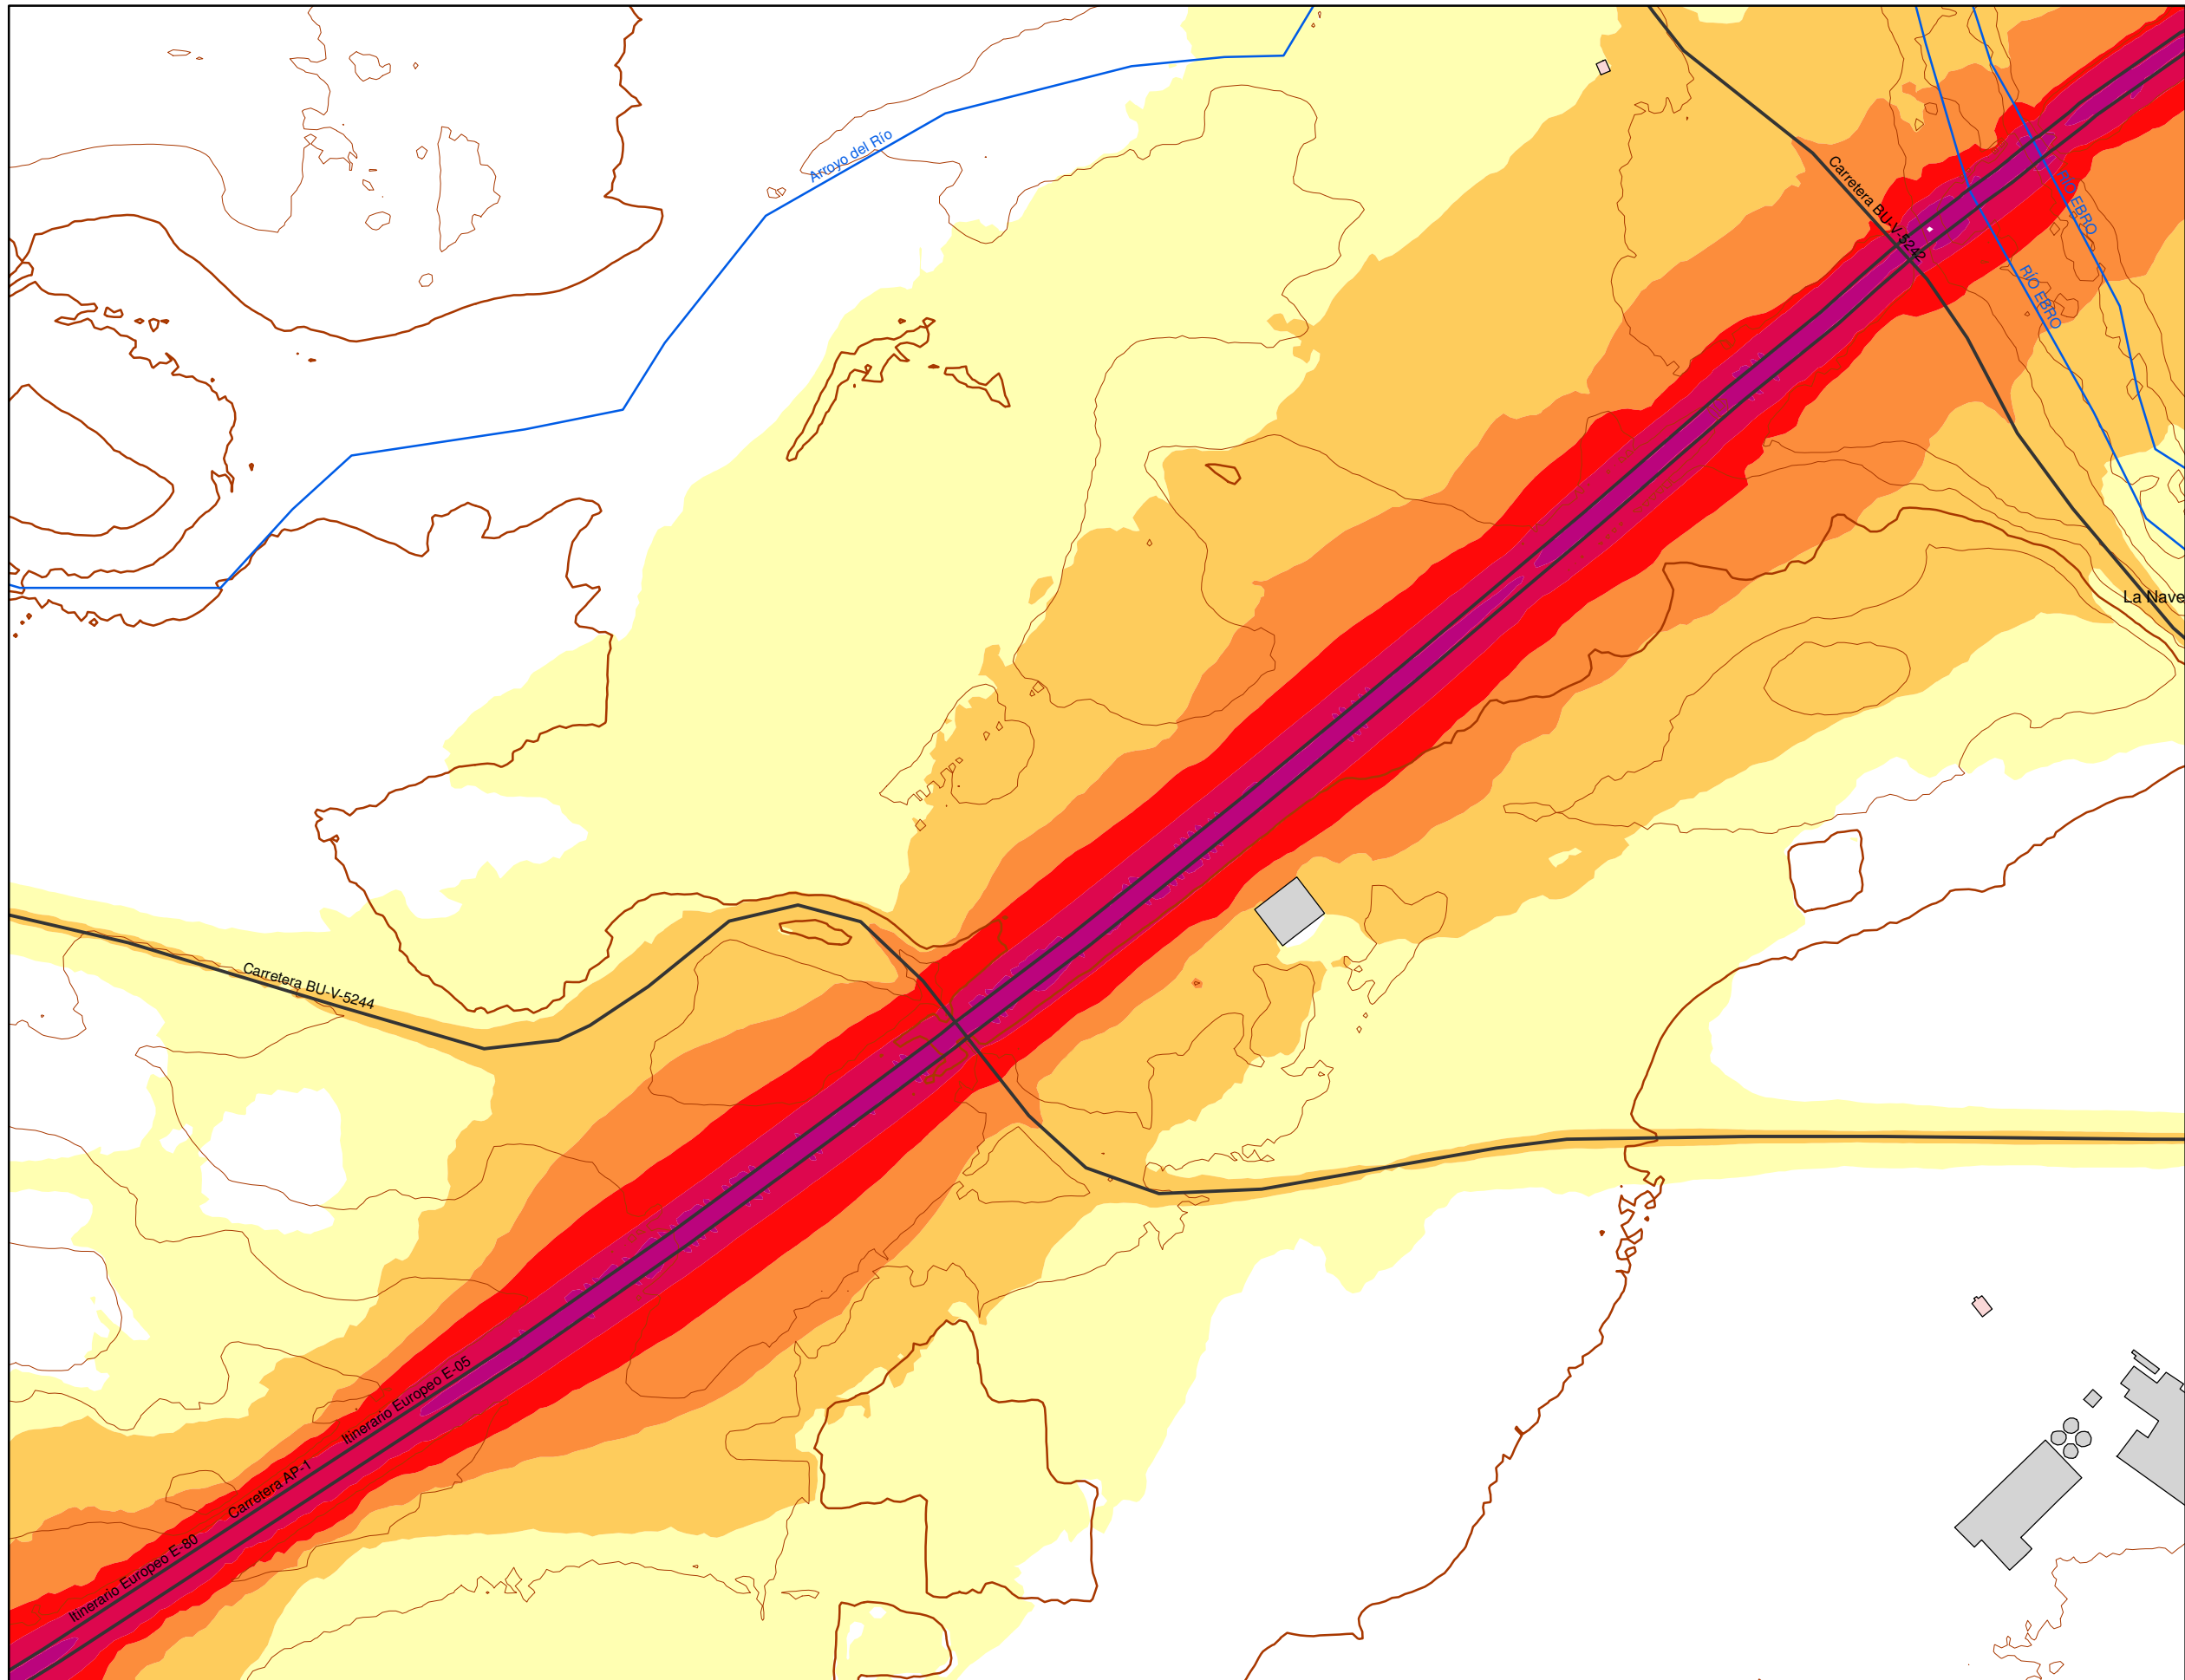 Arroyo del Río
Carretera BU-V-5242
RÍO EBRO
RÍO EBRO
La Nave
Carretera BU-V-5244
Itinerario Europeo E-05
Carretera AP-1
Itinerario Europeo E-80